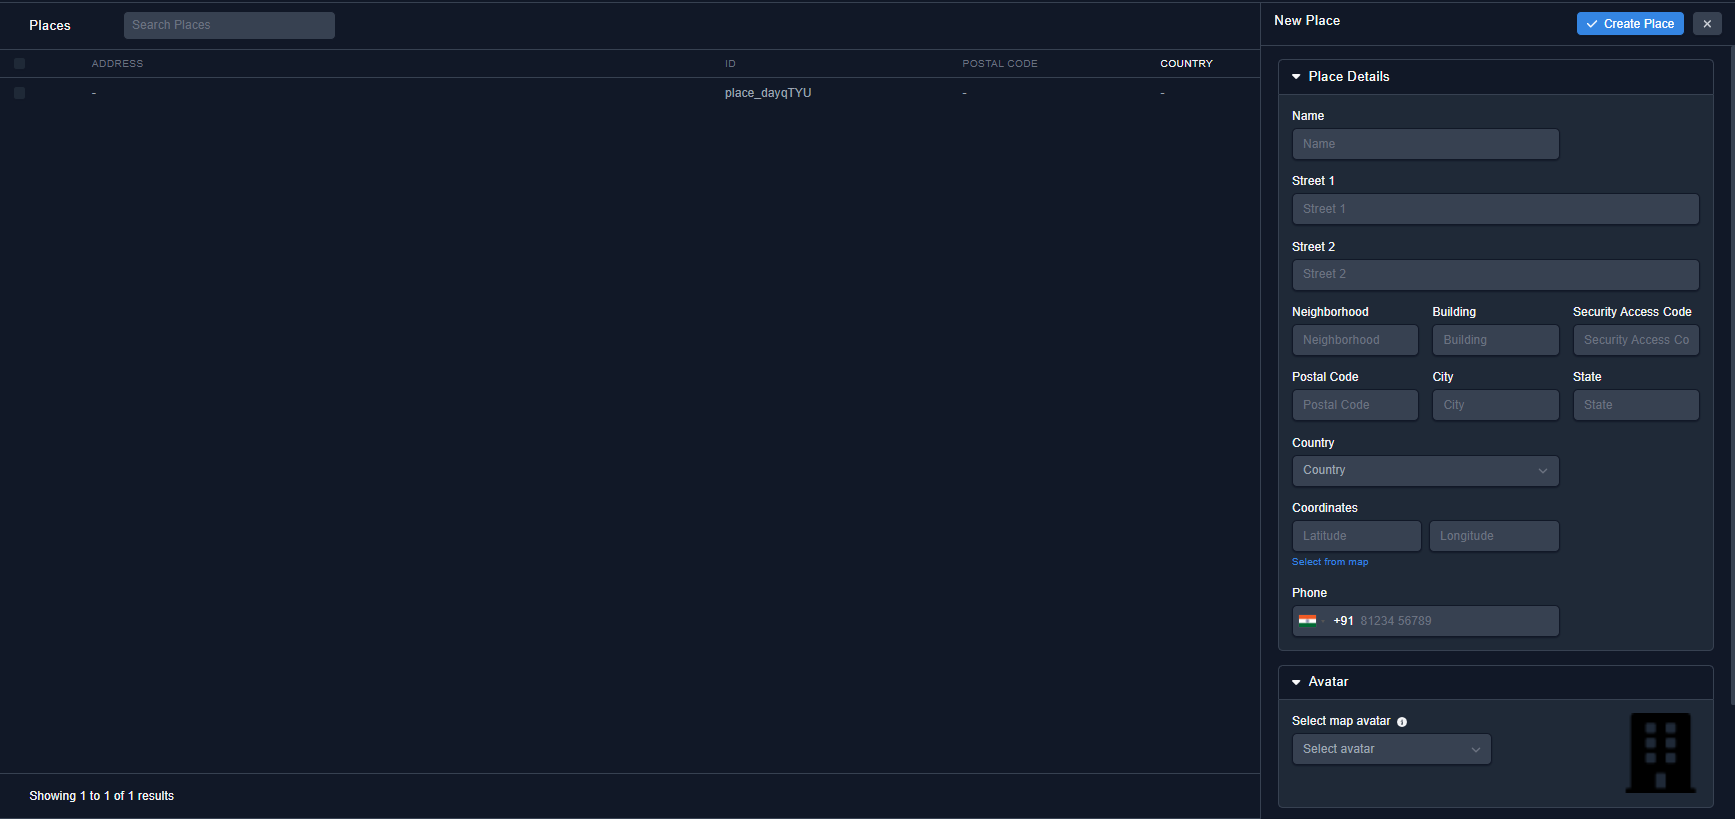 Places
Search Places
ADDRESS ID POSTAL CODE COUNTRY
- place_dayqTYU - -
Showing 1 to 1 of 1 results
New Place
Create Place
Place Details
Name
Name
Street 1
Street 1
Street 2
Street 2
Neighborhood Building Security Access Code
Neighborhood Building Security Access Co
Postal Code City State
Postal Code City State
Country
Country
Coordinates
Latitude Longitude
Select from map
Phone
+91 81234 56789
Avatar
Select map avatar
Select avatar